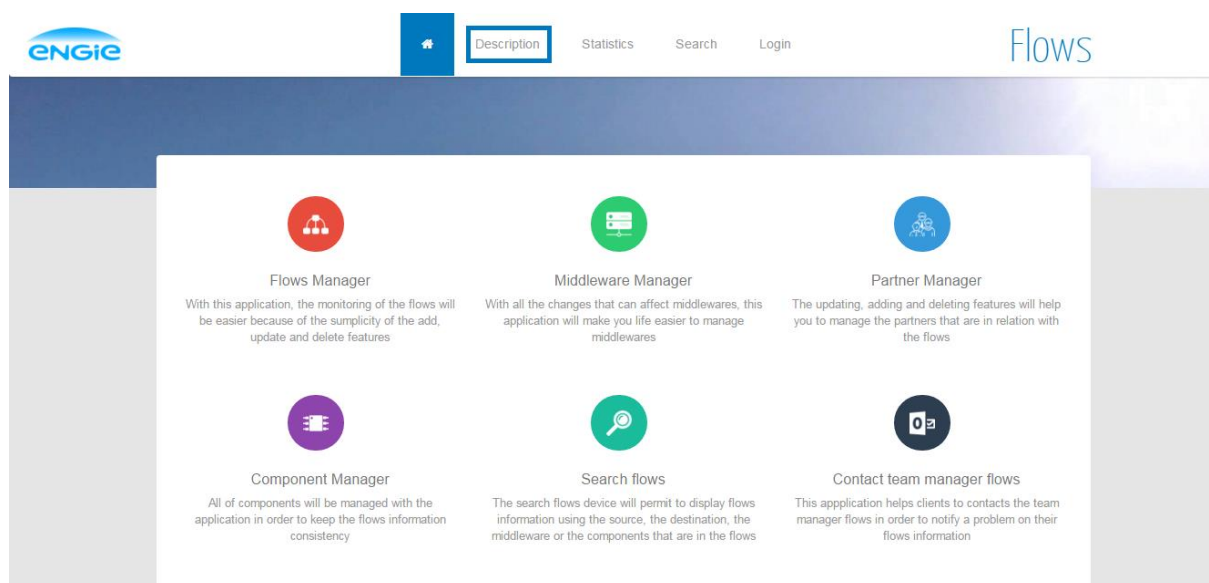 ENGIE
Description Statistics Search Login
Flows
Flows Manager
With this application, the monitoring of the flows will
be easier because of the sumplicity of the add,
update and delete features
Middleware Manager
With all the changes that can affect middlewares, this
application will make you life easier to manage
middlewares
Partner Manager
The updating, adding and deleting features will help
you to manage the partners that are in relation with
the flows
Component Manager
All of components will be managed with the
application in order to keep the flows information
consistency
Search flows
The search flows device will permit to display flows
information using the source, the destination, the
middleware or the components that are in the flows
Contact team manager flows
This appplication helps clients to contacts the team
manager flows in order to notify a problem on their
flows information